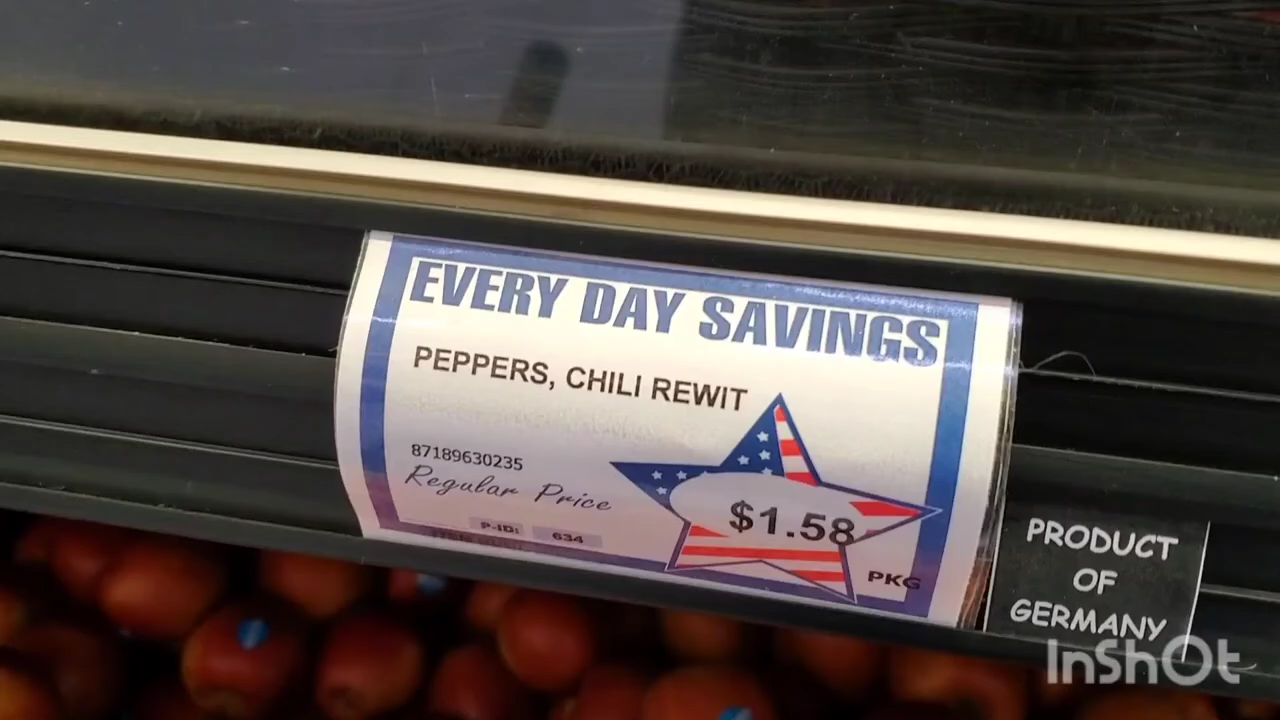 EVERY DAY SAVINGS
PEPPERS, CHILI REWIT
87189630235
Regular Price
P-ID: 634
$1.58
PKG
PRODUCT
OF
GERMANY
InShOt